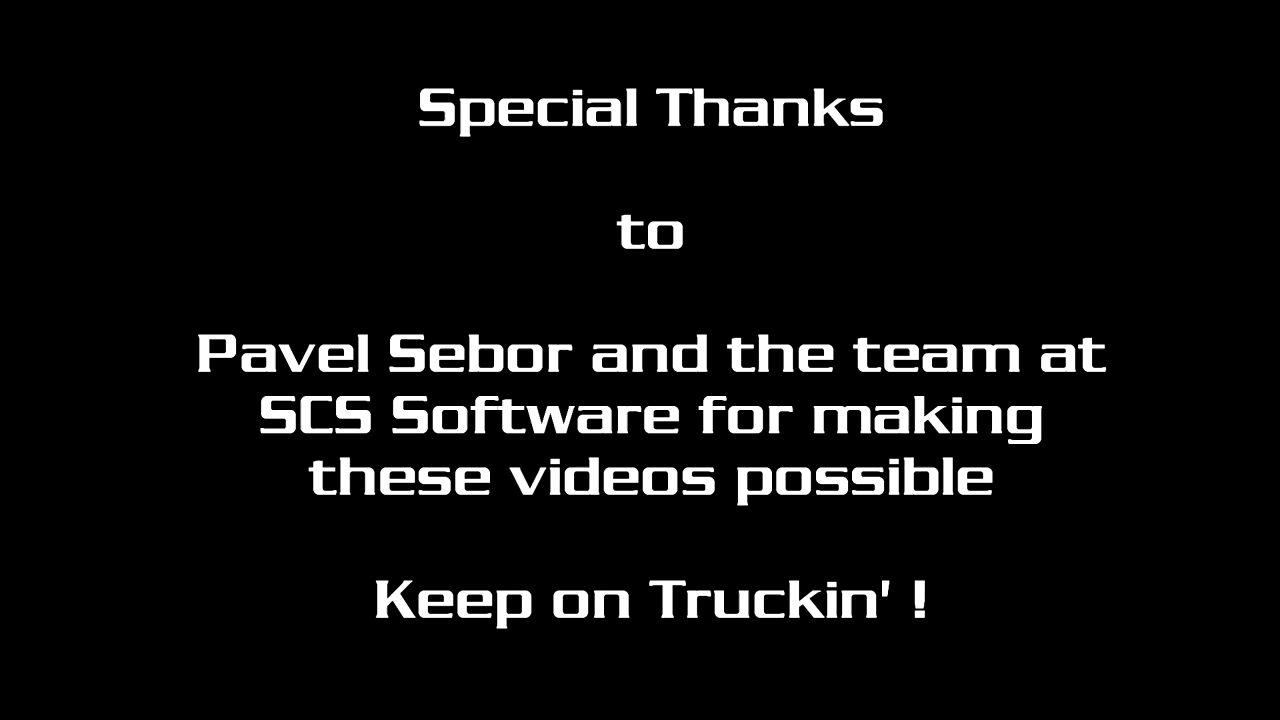 Special Thanks
to
Pavel Sebor and the team at
SCS Software for making
these videos possible
Keep on Truckin' !